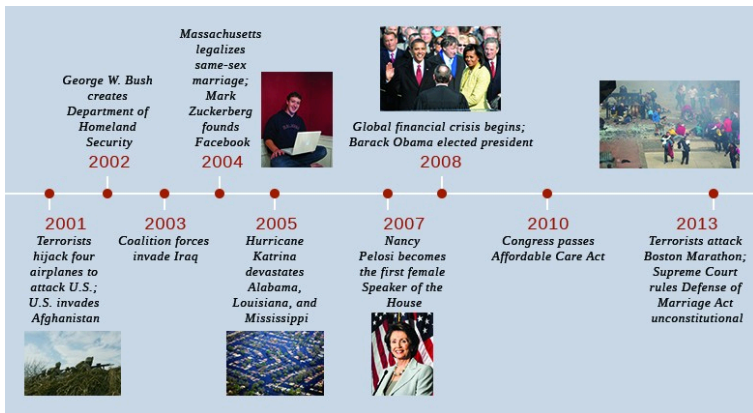 George W. Bush
creates
Department of
Homeland
Security
2002
Massachusetts
legalizes
same-sex
marriage;
Mark
Zuckerberg
founds
Facebook
2004
Global financial crisis begins;
Barack Obama elected president
2008
2001
Terrorists
hijack four
airplanes to
attack U.S.;
U.S. invades
Afghanistan
2003
Coalition forces
invade Iraq
2005
Hurricane
Katrina
devastates
Alabama,
Louisiana, and
Mississippi
2007
Nancy
Pelosi becomes
the first female
Speaker of the
House
2010
Congress passes
Affordable Care Act
2013
Terrorists attack
Boston Marathon;
Supreme Court
rules Defense of
Marriage Act
unconstitutional